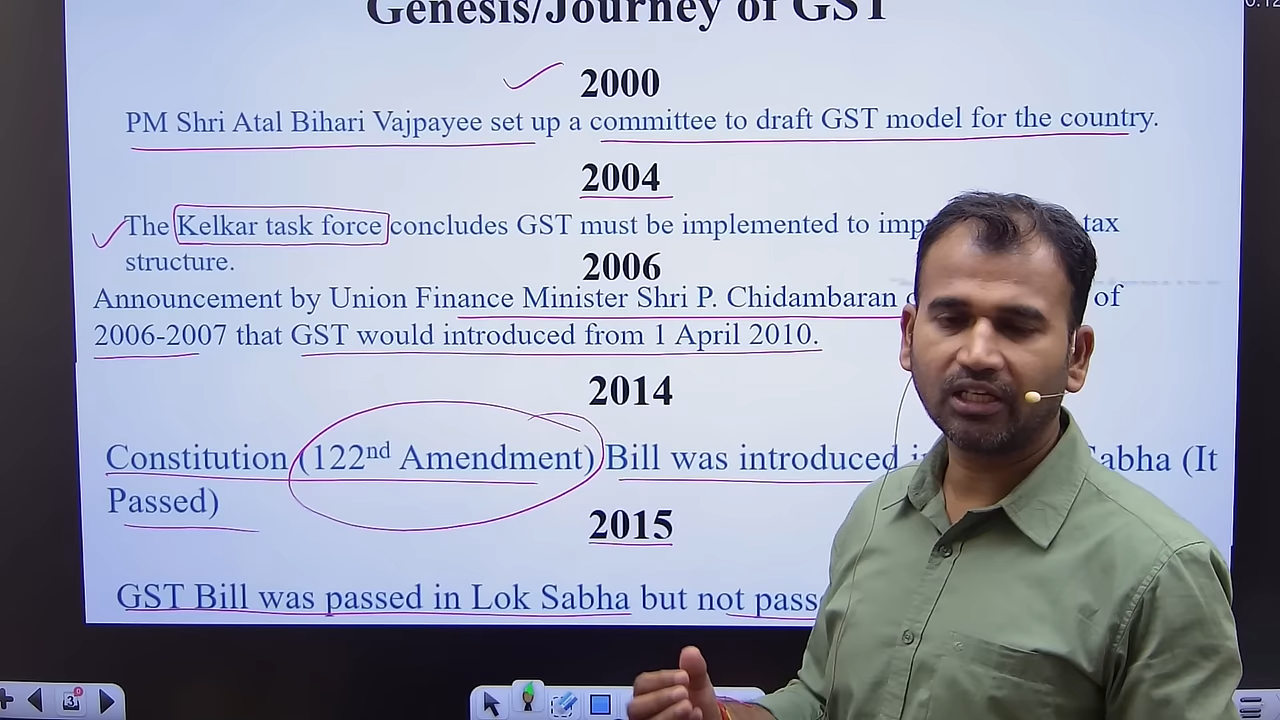 Genesis/Journey of GST
2000
PM Shri Atal Bihari Vajpayee set up a committee to draft GST model for the country.
2004
The Kelkar task force concludes GST must be implemented to tax
structure.
2006
Announcement by Union Finance Minister Shri P. Chidambaran of
2006-2007 that GST would introduced from 1 April 2010.
2014
Constitution (122nd Amendment) Bill was introduced (It
Passed)
2015
GST Bill was passed in Lok Sabha but not
3